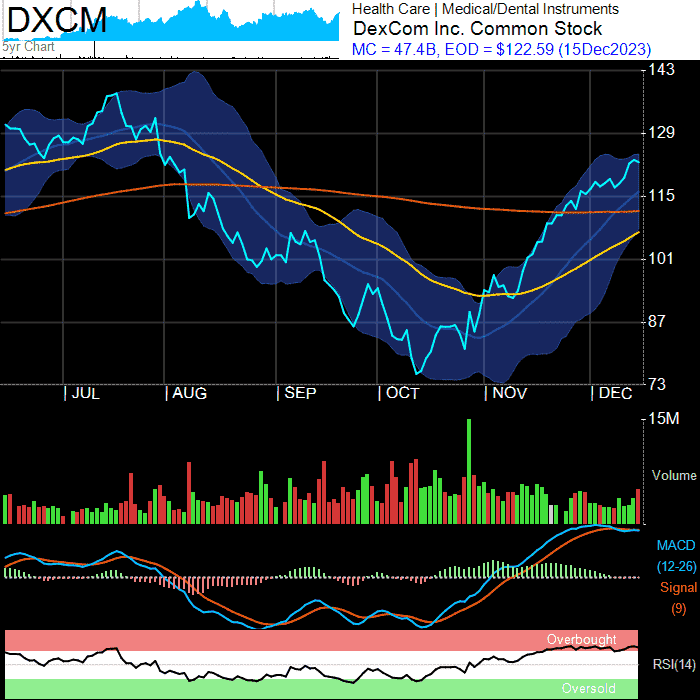 DXCM
5yr Chart
Health Care | Medical/Dental Instruments
DexCom Inc. Common Stock
MC = 47.4B, EOD = $122.59 (15Dec2023)
143
129
115
101
87
73
| JUL | AUG | SEP | OCT | NOV | DEC
15M
Volume
MACD
(12-26)
Signal
(9)
Overbought
RSI(14)
Oversold